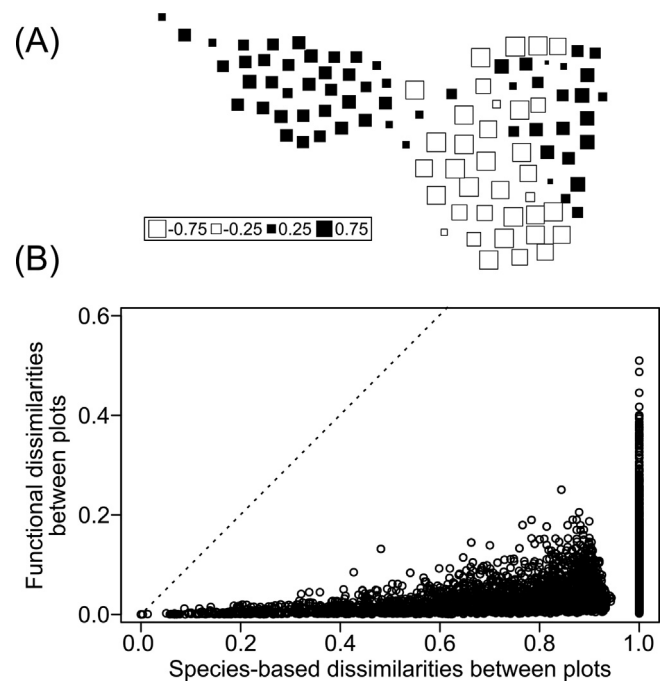 (A)
-0.75 -0.25 0.25 0.75
(B)
0.6
0.4
0.2
0.0
Functional dissimilarities
between plots
0.0 0.2 0.4 0.6 0.8 1.0
Species-based dissimilarities between plots